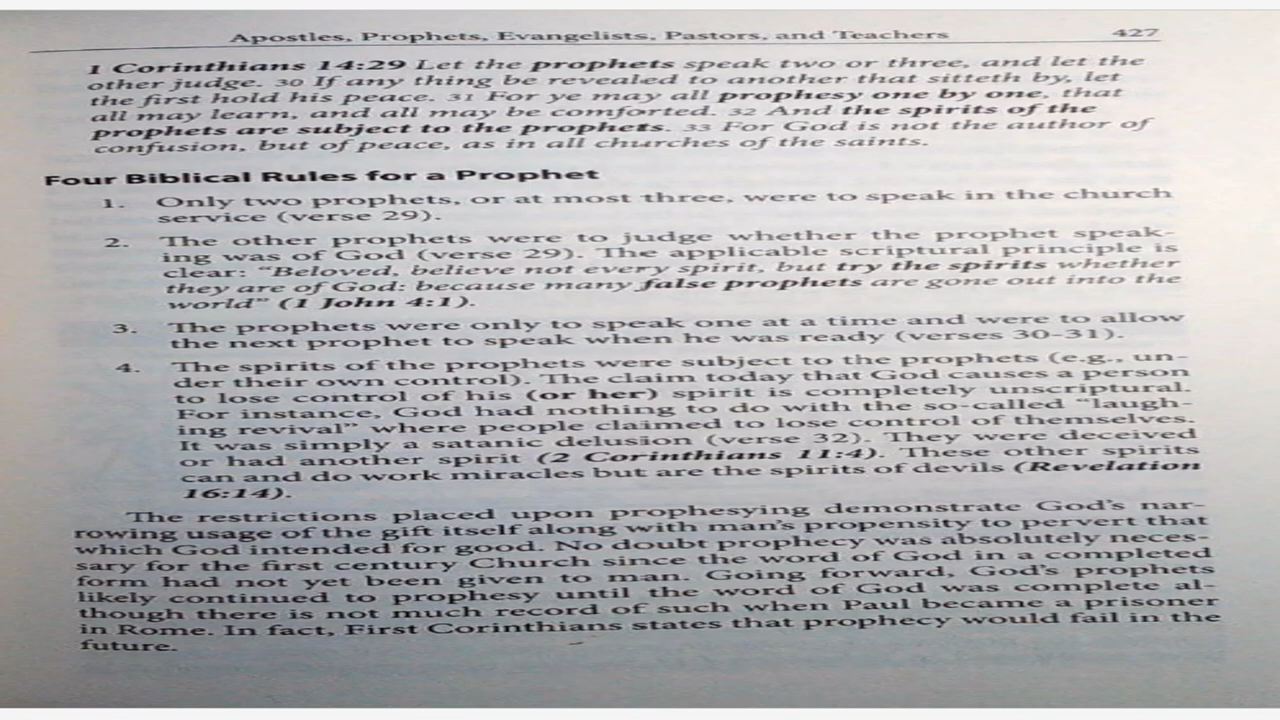 Apostles, Prophets, Evangelists, Pastors, and Teachers 427
1 Corinthians 14:29 Let the prophets speak two or three, and let the
other judge. 30 If any thing be revealed to another that sitteth by, let
the first hold his peace. 31 For ye may all prophesy one by one, that
all may learn, and all may be comforted. 32 And the spirits of the
prophets are subject to the prophets. 33 For God is not the author of
confusion, but of peace, as in all churches of the saints.
Four Biblical Rules for a Prophet
1. Only two prophets, or at most three, were to speak in the church
service (verse 29).
2. The other prophets were to judge whether the prophet speak-
ing was of God (verse 29). The applicable scriptural principle is
clear: "Beloved, believe not every spirit, but try the spirits whether
they are of God: because many false prophets are gone out into the
world" (1 John 4:1).
3. The prophets were only to speak one at a time and were to allow
the next prophet to speak when he was ready (verses 30-31).
4. The spirits of the prophets were subject to the prophets (e.g., un-
der their own control). The claim today that God causes a person
to lose control of his (or her) spirit is completely unscriptural.
For instance, God had nothing to do with the so-called "laugh-
ing revival" where people claimed to lose control of themselves.
It was simply a satanic delusion (verse 32). They were deceived
or had another spirit (2 Corinthians 11:4). These other spirits
can and do work miracles but are the spirits of devils (Revelation
16:14).
The restrictions placed upon prophesying demonstrate God's nar-
rowing usage of the gift itself along with man's propensity to pervert that
which God intended for good. No doubt prophecy was absolutely neces-
sary for the first century Church since the word of God in a completed
form had not yet been given to man. Going forward, God's prophets
likely continued to prophesy until the word of God was complete al-
though there is not much record of such when Paul became a prisoner
in Rome. In fact, First Corinthians states that prophecy would fail in the
future.